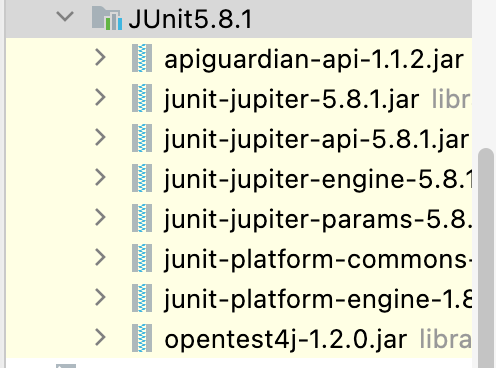 JUnit5.8.1
apiguardian-api-1.1.2.jar
junit-jupiter-5.8.1.jar libr
junit-jupiter-api-5.8.1.jar
junit-jupiter-engine-5.8.1
junit-jupiter-params-5.8.
junit-platform-commons-
junit-platform-engine-1.8
opentest4j-1.2.0.jar libra